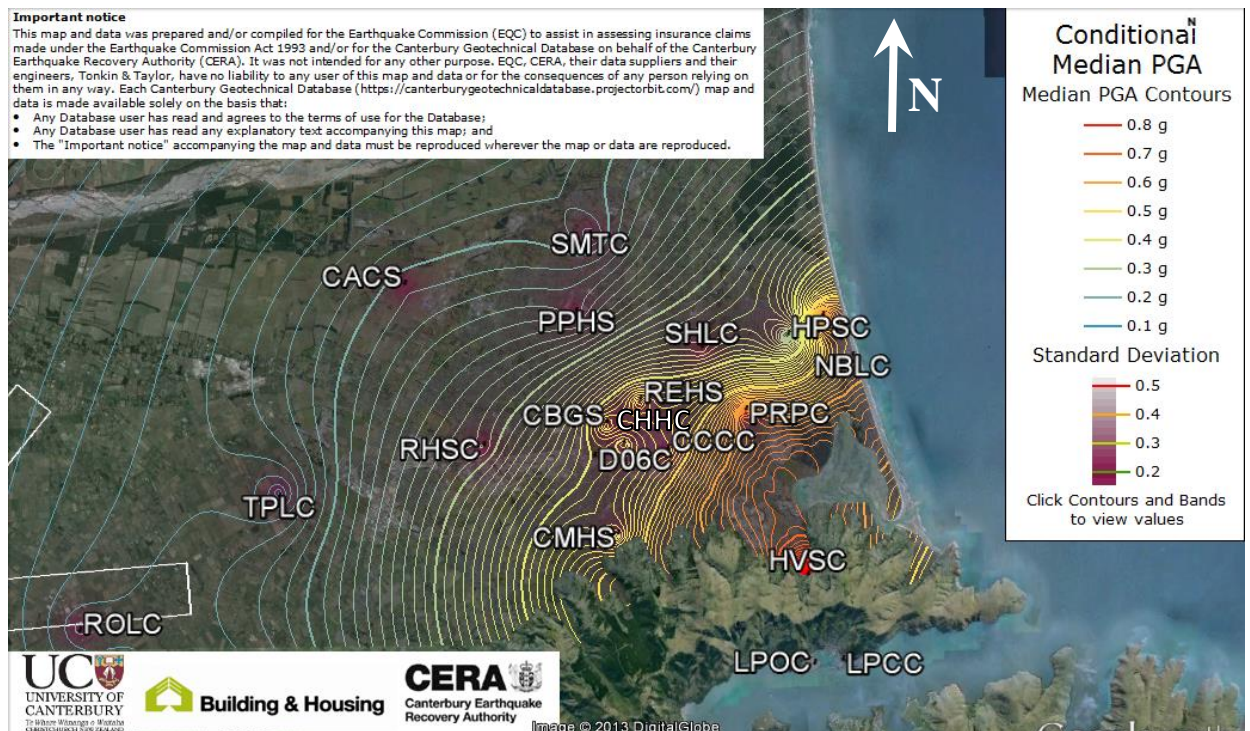 Important notice
This map and data was prepared and/or compiled for the Earthquake Commission (EQC) to assist in assessing insurance claims
made under the Earthquake Commission Act 1993 and/or for the Canterbury Geotechnical Database on behalf of the Canterbury
Earthquake Recovery Authority (CERA). It was not intended for any other purpose. EQC, CERA, their data suppliers and their
engineers, Tonkin & Taylor, have no liability to any user of this map and data or for the consequences of any person relying on
them in any way. Each Canterbury Geotechnical Database (https://canterburygeotechnicaldatabase.projectorbit.com/) map and
data is made available solely on the basis that:
• Any Database user has read and agrees to the terms of use for the Database;
• Any Database user has read any explanatory text accompanying this map; and
• The "Important notice" accompanying the map and data must be reproduced wherever the map or data are reproduced.
N
N
Conditional
Median PGA
Median PGA Contours
0.8 g
0.7 g
0.6 g
0.5 g
0.4 g
0.3 g
0.2 g
0.1 g
Standard Deviation
0.5
0.4
0.3
0.2
Click Contours and Bands
to view values
SMTC
CACS
PPHS
SHLC
HPSC
NBLC
REHS
CBGS
CHHC
PRPC
CCCC
RHSC
D06C
TPLC
CMHS
HVSC
ROLC
LPOC
LPCC
UC
UNIVERSITY OF
CANTERBURY
Te Whare Wānanga o Waitaha
CHRISTCHURCH NEW ZEALAND
Building & Housing
CERA
Canterbury Earthquake
Recovery Authority
Image © 2013 DigitalGlobe